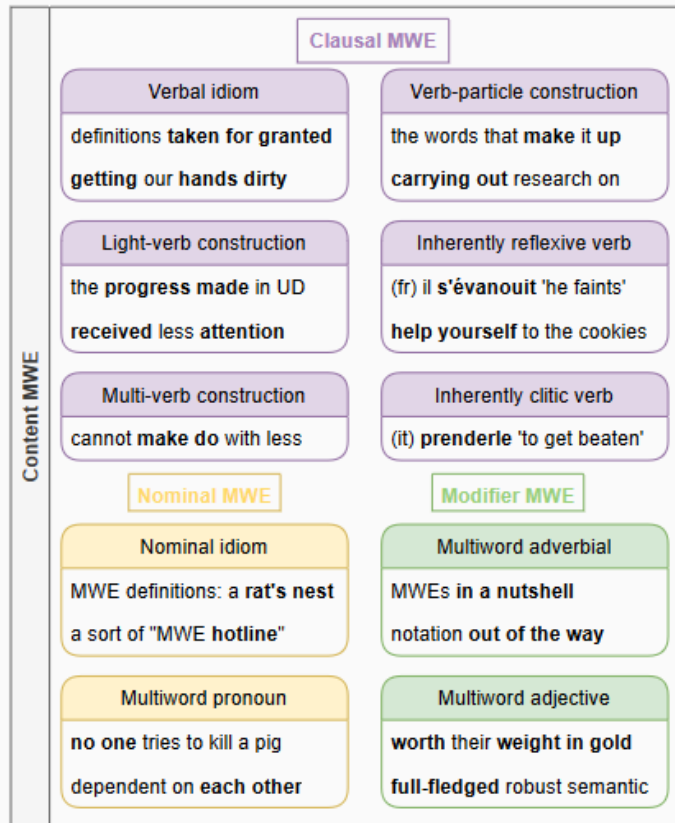 Content MWE
Clausal MWE
Verbal idiom
definitions taken for granted
getting our hands dirty
Verb-particle construction
the words that make it up
carrying out research on
Light-verb construction
the progress made in UD
received less attention
Inherently reflexive verb
(fr) il s'évanouit 'he faints'
help yourself to the cookies
Multi-verb construction
cannot make do with less
Inherently clitic verb
(it) prenderle 'to get beaten'
Nominal MWE
Nominal idiom
MWE definitions: a rat's nest
a sort of "MWE hotline"
Multiword pronoun
no one tries to kill a pig
dependent on each other
Modifier MWE
Multiword adverbial
MWEs in a nutshell
notation out of the way
Multiword adjective
worth their weight in gold
full-fledged robust semantic